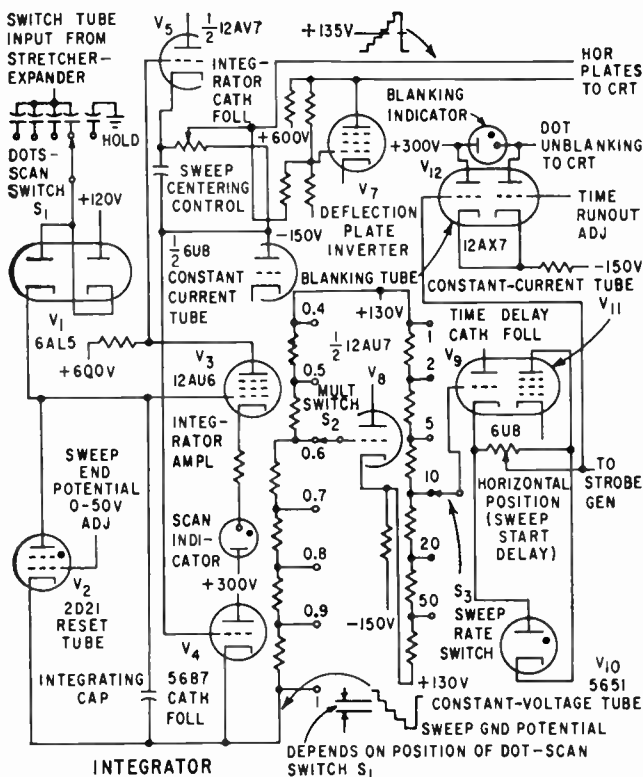 SWITCH TUBE
INPUT FROM
STRETCHER-
EXPANDER
HOLD
DOTS-
SCAN
SWITCH
S1
+120V
V1
6AL5
+600V
V5
1/2 12AV7
INTEGRATOR
CATH
FOLL
+600V
SWEEP
CENTERING
CONTROL
-150V
1/2 6U8
CONSTANT
CURRENT
TUBE
+135V
HOR
PLATES
TO CRT
BLANKING
INDICATOR
+300V
DOT
UNBLANKING
TO CRT
V12
V7
DEFLECTION
PLATE
INVERTER
TIME
RUNOUT
ADJ
12AX7
BLANKING TUBE
-150V
CONSTANT-CURRENT TUBE
V11
V3
12AU6
INTE-
GRATOR
AMPL
0.4
0.5
0.6
0.7
0.8
0.9
1
+130V
1/2 12AU7
MULT
SWITCH
S2
V8
1
2
5
10
20
50
TIME DELAY
CATH FOLL
V9
6U8
HORIZONTAL
POSITION
(SWEEP
START
DELAY)
TO
STROBE
GEN
SWEEP
END
POTENTIAL
0-50V
ADJ
V2
2D21
RESET
TUBE
SCAN
INDI-
CATOR
+300V
V4
5687
CATH
FOLL
INTEGRATING
CAP
-150V
S3
SWEEP
RATE
SWITCH
V10
5651
+130V
CONSTANT-VOLTAGE TUBE
SWEEP GND POTENTIAL
DEPENDS ON POSITION OF DOT-SCAN
SWITCH S1
INTEGRATOR